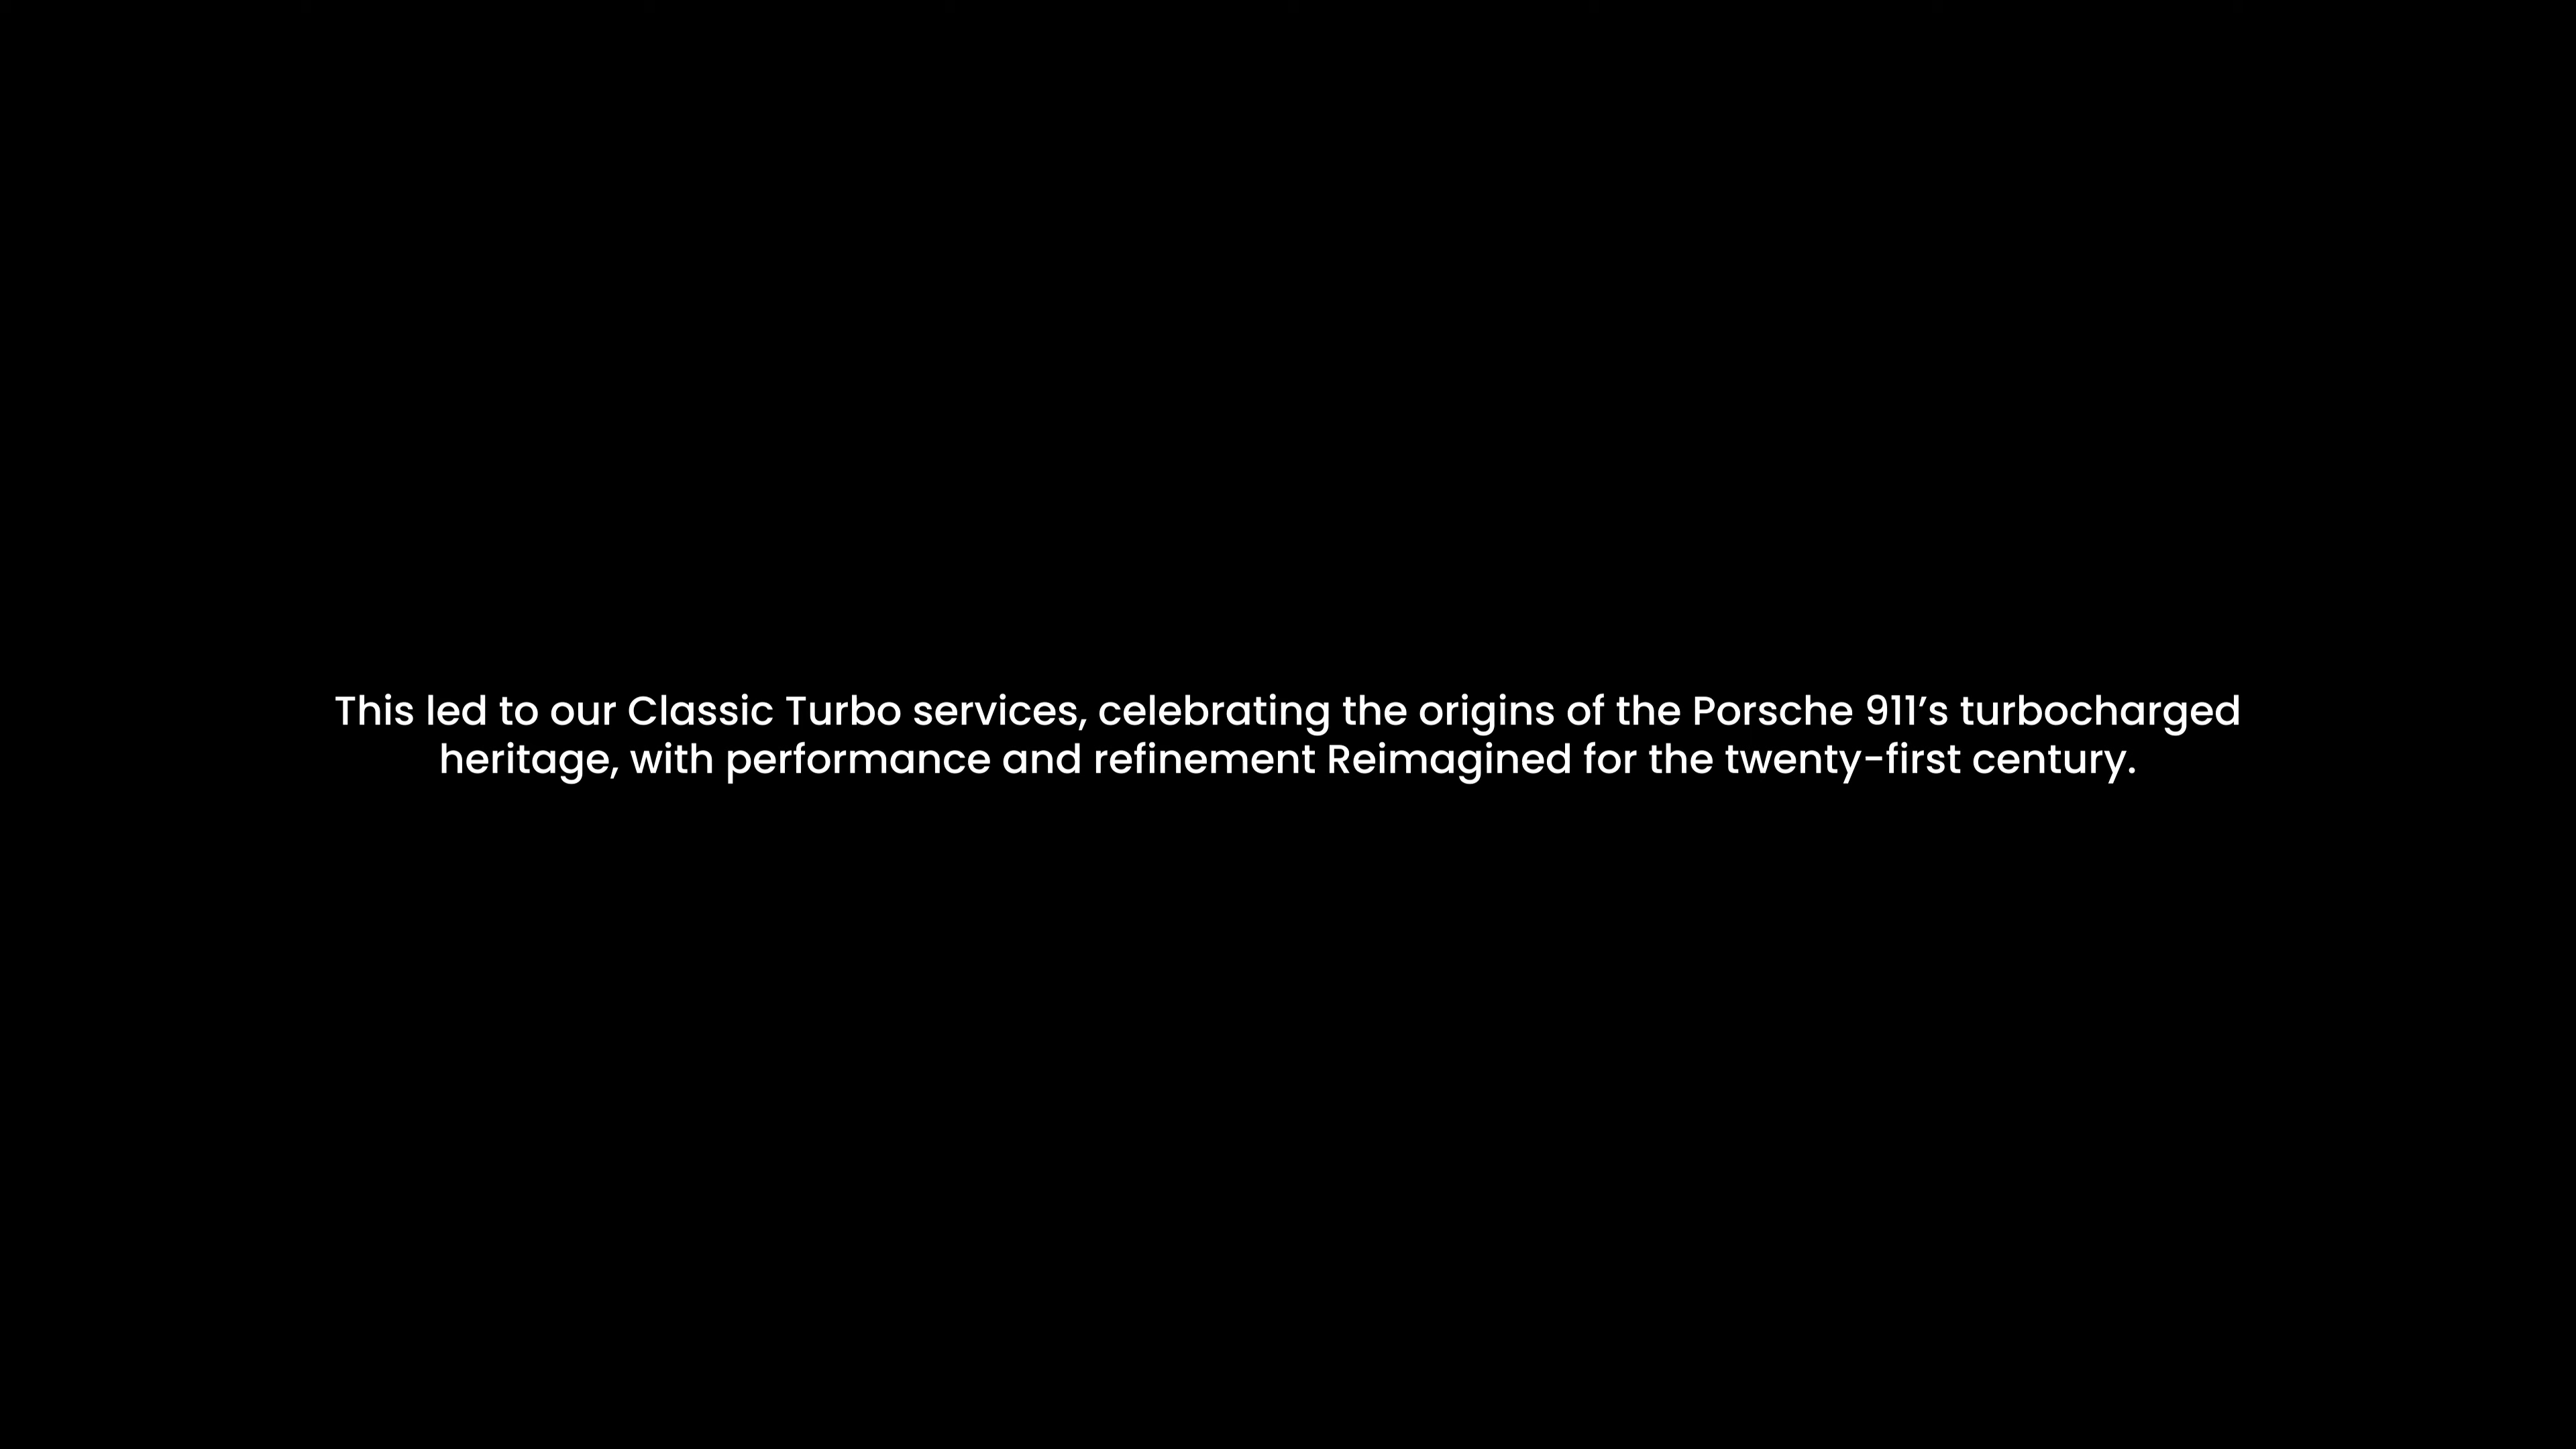 This led to our Classic Turbo services, celebrating the origins of the Porsche 911’s turbocharged
heritage, with performance and refinement Reimagined for the twenty-first century.